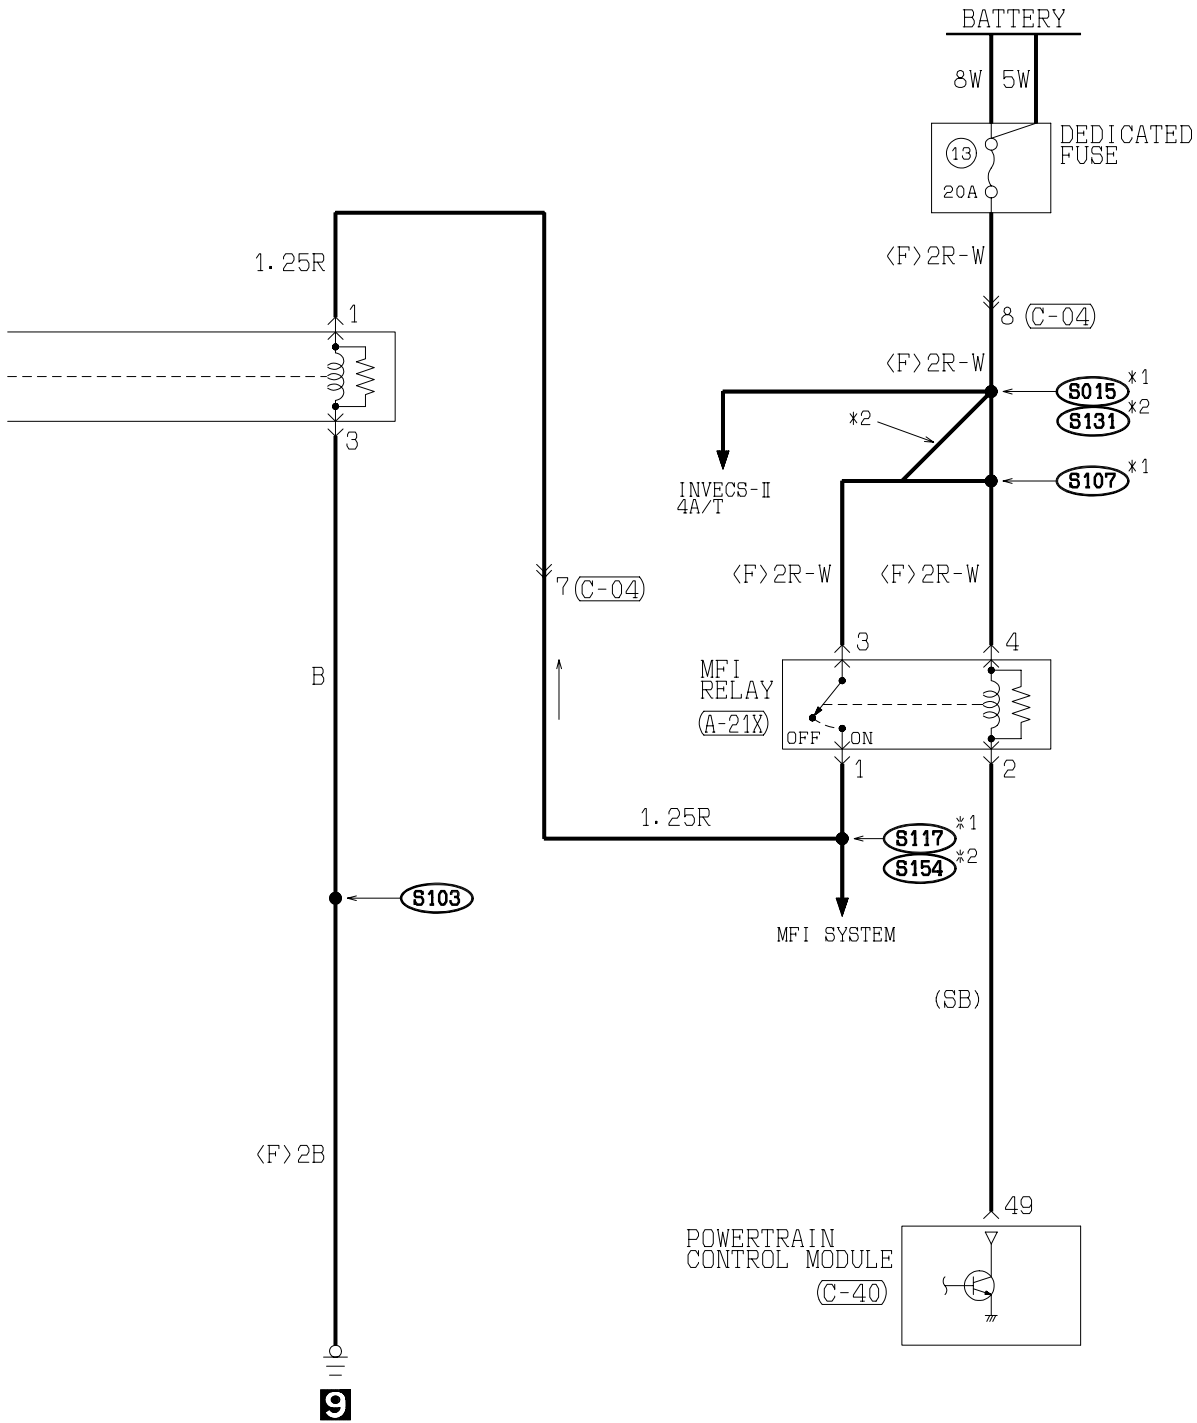 BATTERY
8W 5W
DEDICATED
FUSE
13
20A
<F>2R-W
1.25R
8 (C-04)
1
<F>2R-W
S015 *1
S131 *2
*2
3
S107 *1
INVECS-Ⅱ
4A/T
<F>2R-W <F>2R-W
7 (C-04)
3 4
MFI
RELAY
(A-21X)
B
OFF ON
1 2
1.25R
S117 *1
S154 *2
S103
MFI SYSTEM
(SB)
<F>2B
49
POWERTRAIN
CONTROL MODULE
(C-40)
9